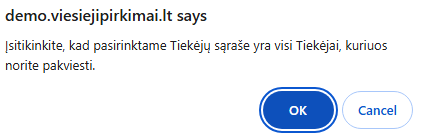 demo.viesiejipirkimai.lt says
Įsitikinkite, kad pasirinktame Tiekėjų sąraše yra visi Tiekėjai, kuriuos
norite pakviesti.
OK
Cancel